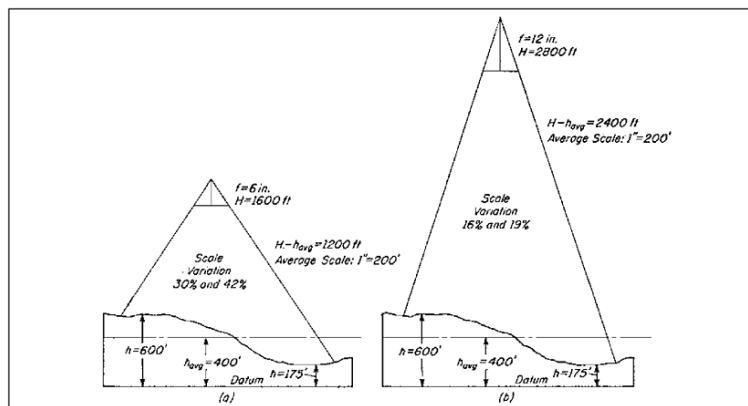 f=6 in.
H=1600 ft
H-havg=1200 ft
Average Scale: 1"=200'
Scale
Variation
30% and 42%
h=600'
havg=400'
h=175'
Datum
(a)
f=12 in.
H=2800 ft
H-havg=2400 ft
Average Scale: 1"=200'
Scale
Variation
16% and 19%
h=600'
havg=400'
h=175'
Datum
(b)